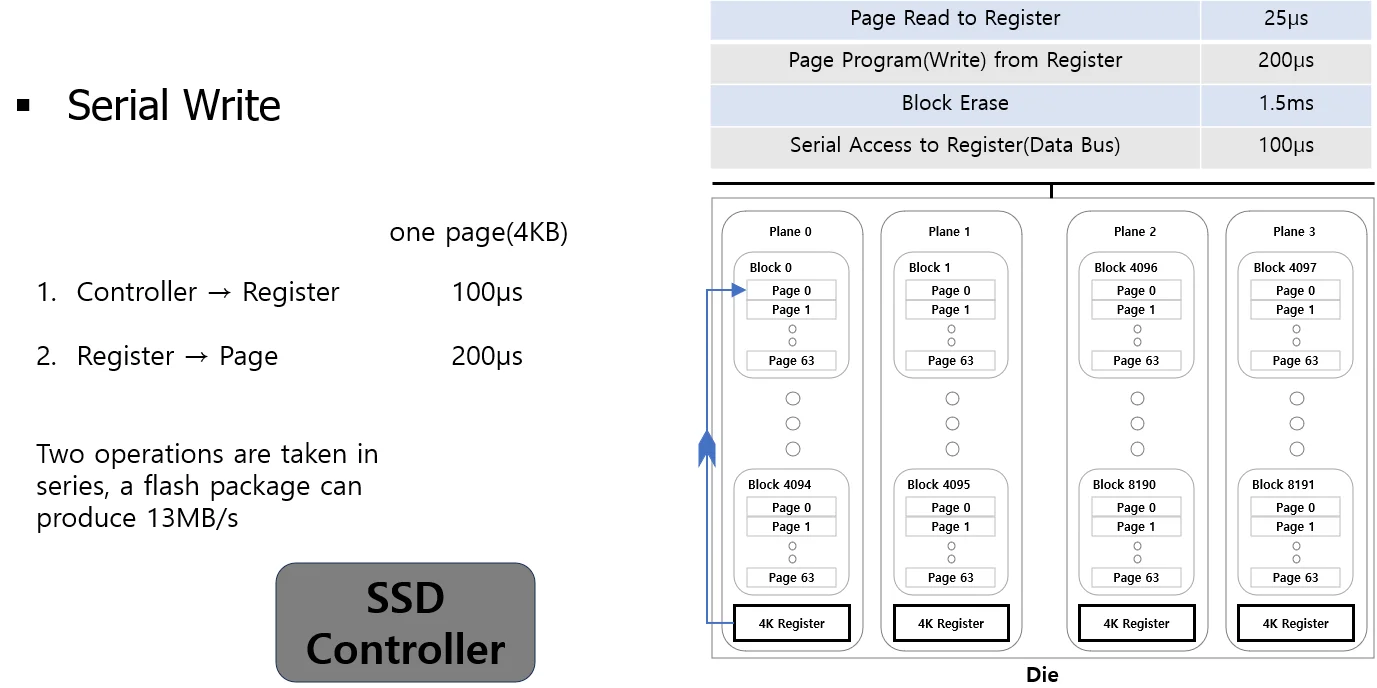 Page Read to Register 25µs
Page Program(Write) from Register 200µs
Block Erase 1.5ms
Serial Access to Register(Data Bus) 100µs
▪ Serial Write
one page(4KB)
1. Controller → Register 100µs
2. Register → Page 200µs
Two operations are taken in
series, a flash package can
produce 13MB/s
SSD
Controller
Plane 0 Plane 1 Plane 2 Plane 3
Block 0 Block 1 Block 4096 Block 4097
Page 0 Page 0 Page 0 Page 0
Page 1 Page 1 Page 1 Page 1
Page 63 Page 63 Page 63 Page 63
Block 4094 Block 4095 Block 8190 Block 8191
Page 0 Page 0 Page 0 Page 0
Page 1 Page 1 Page 1 Page 1
Page 63 Page 63 Page 63 Page 63
4K Register 4K Register 4K Register 4K Register
Die